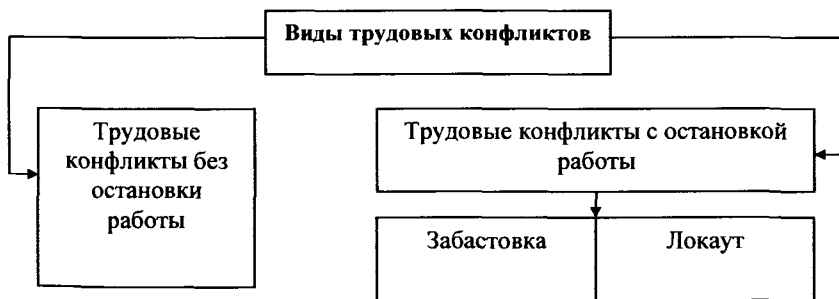 Виды трудовых конфликтов
Трудовые
конфликты без
остановки
работы
Трудовые конфликты с остановкой
работы
Забастовка
Локаут